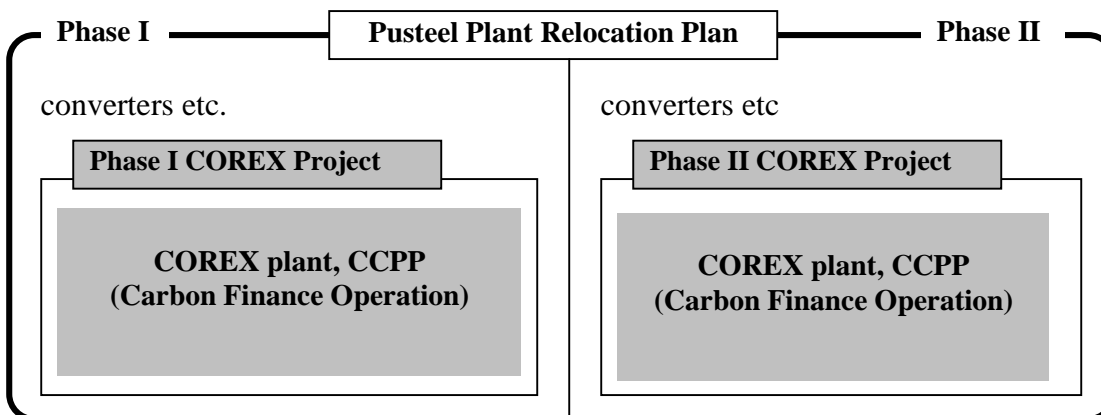 Phase I
Pusteel Plant Relocation Plan
Phase II
converters etc.
Phase I COREX Project
COREX plant, CCPP
(Carbon Finance Operation)
converters etc
Phase II COREX Project
COREX plant, CCPP
(Carbon Finance Operation)